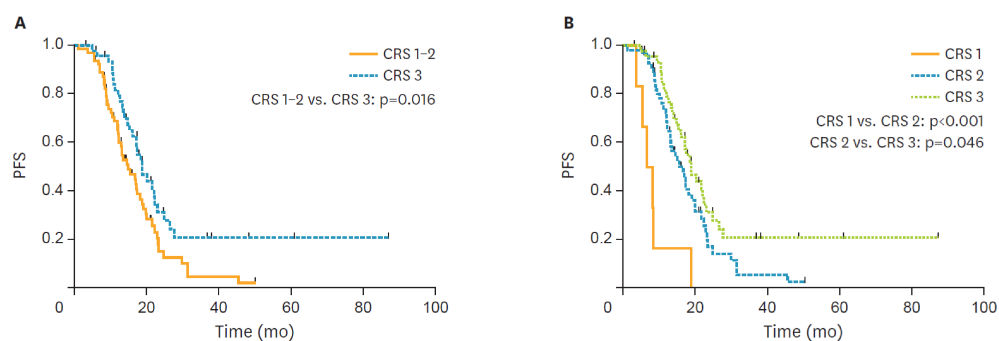 A
CRS 1–2
CRS 3
CRS 1–2 vs. CRS 3: p=0.016
PFS
1.0
0.8
0.6
0.4
0.2
0
20
40
60
80
100
Time (mo)
B
CRS 1
CRS 2
CRS 3
CRS 1 vs. CRS 2: p<0.001
CRS 2 vs. CRS 3: p=0.046
PFS
1.0
0.8
0.6
0.4
0.2
0
20
40
60
80
100
Time (mo)